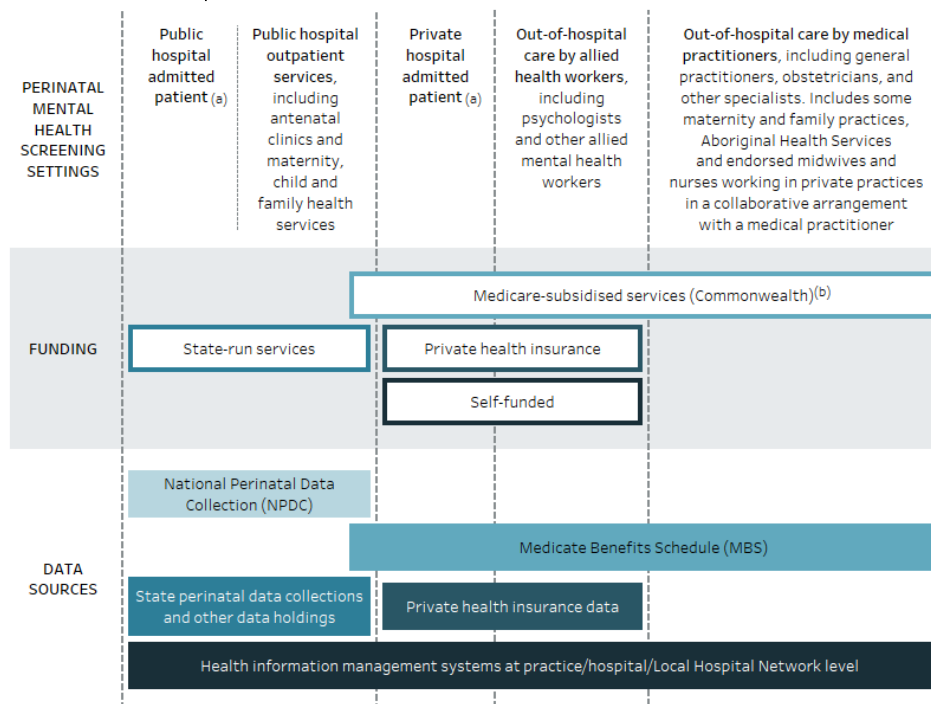 PERINATAL
MENTAL
HEALTH
SCREENING
SETTINGS
Public
hospital
admitted
patient (a)
Public hospital
outpatient
services,
including
antenatal
clinics and
maternity,
child and
family health
services
Private
hospital
admitted
patient (a)
Out-of-hospital
care by allied
health workers,
including
psychologists
and other allied
mental health
workers
Out-of-hospital care by medical
practitioners, including general
practitioners, obstetricians, and
other specialists. Includes some
maternity and family practices,
Aboriginal Health Services
and endorsed midwives and
nurses working in private practices
in a collaborative arrangement
with a medical practitioner
FUNDING
Medicare-subsidised services (Commonwealth)(b)
State-run services
Private health insurance
Self-funded
DATA
SOURCES
National Perinatal Data
Collection (NPDC)
Medicate Benefits Schedule (MBS)
State perinatal data collections
and other data holdings
Private health insurance data
Health information management systems at practice/hospital/Local Hospital Network level